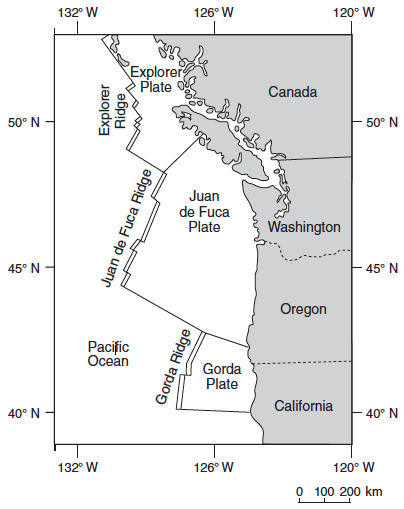 132° W 126° W 120° W
Explorer
Plate
Explorer
Ridge
Canada
50° N 50° N
Juan de Fuca Ridge
Juan
de Fuca
Plate
Washington
45° N 45° N
Oregon
Pacific
Ocean
Gorda Ridge
Gorda
Plate
California
40° N 40° N
132° W 126° W 120° W
0 100 200 km